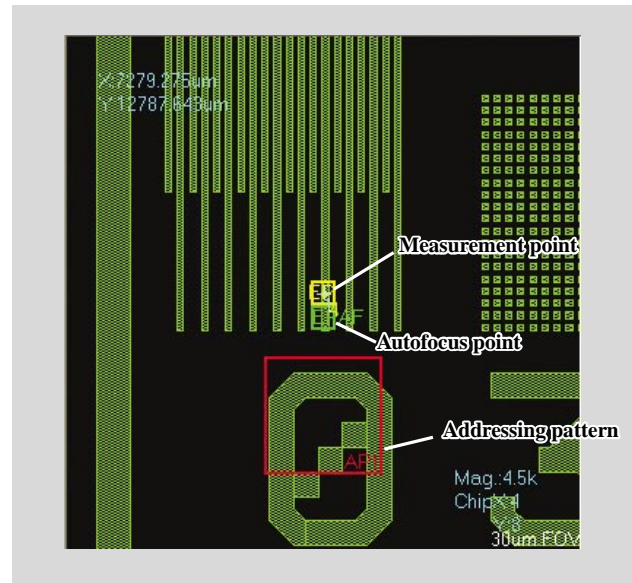 X:7279.275um
Y:12787.643um
Measurement point
AF
Autofocus point
Addressing pattern
AP1
Mag.:4.5k
ChipX:4
Y:8
30um FOV